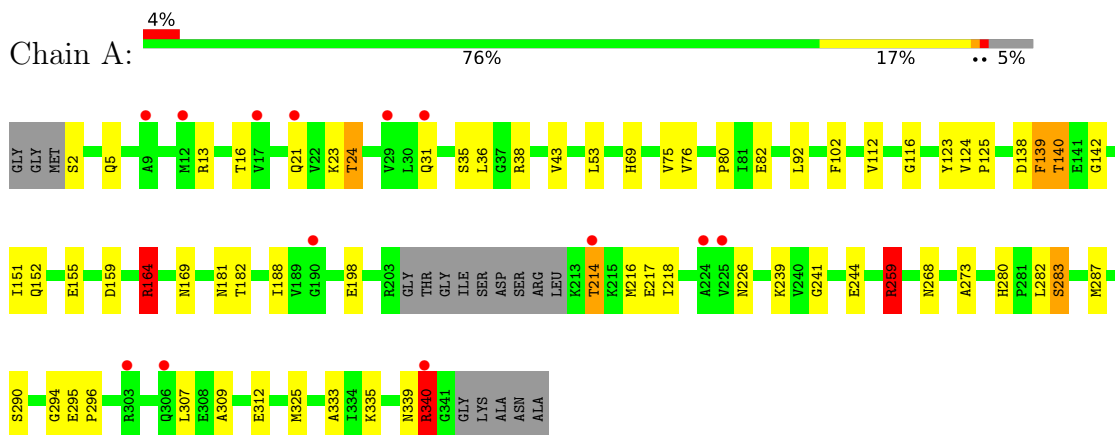 4%
Chain A:
76% 17% •• 5%
GLY GLY MET S2 Q5 A9 M12 R13 T16 V17 Q21 V22 K23 T24 V29 L30 Q31 S35 L36 G37 R38 V43 L53 H69 V75 V76 P80 I81 E82 L92 F102 V112 G116 Y123 V124 P125 D138 F139 T140 E141 G142
I151 Q152 E155 D159 R164 N169 N181 T182 I188 V189 G190 E198 R203 GLY THR GLY ILE SER ASP SER ARG LEU K213 T214 K215 M216 E217 I218 A224 V225 N226 K239 V240 G241 E244 R259 N268 A273 H280 P281 L282 S283 M287
S290 G294 E295 P296 R303 Q306 L307 E308 A309 E312 M325 A333 I334 K335 N339 R340 G341 GLY LYS ALA ASN ALA